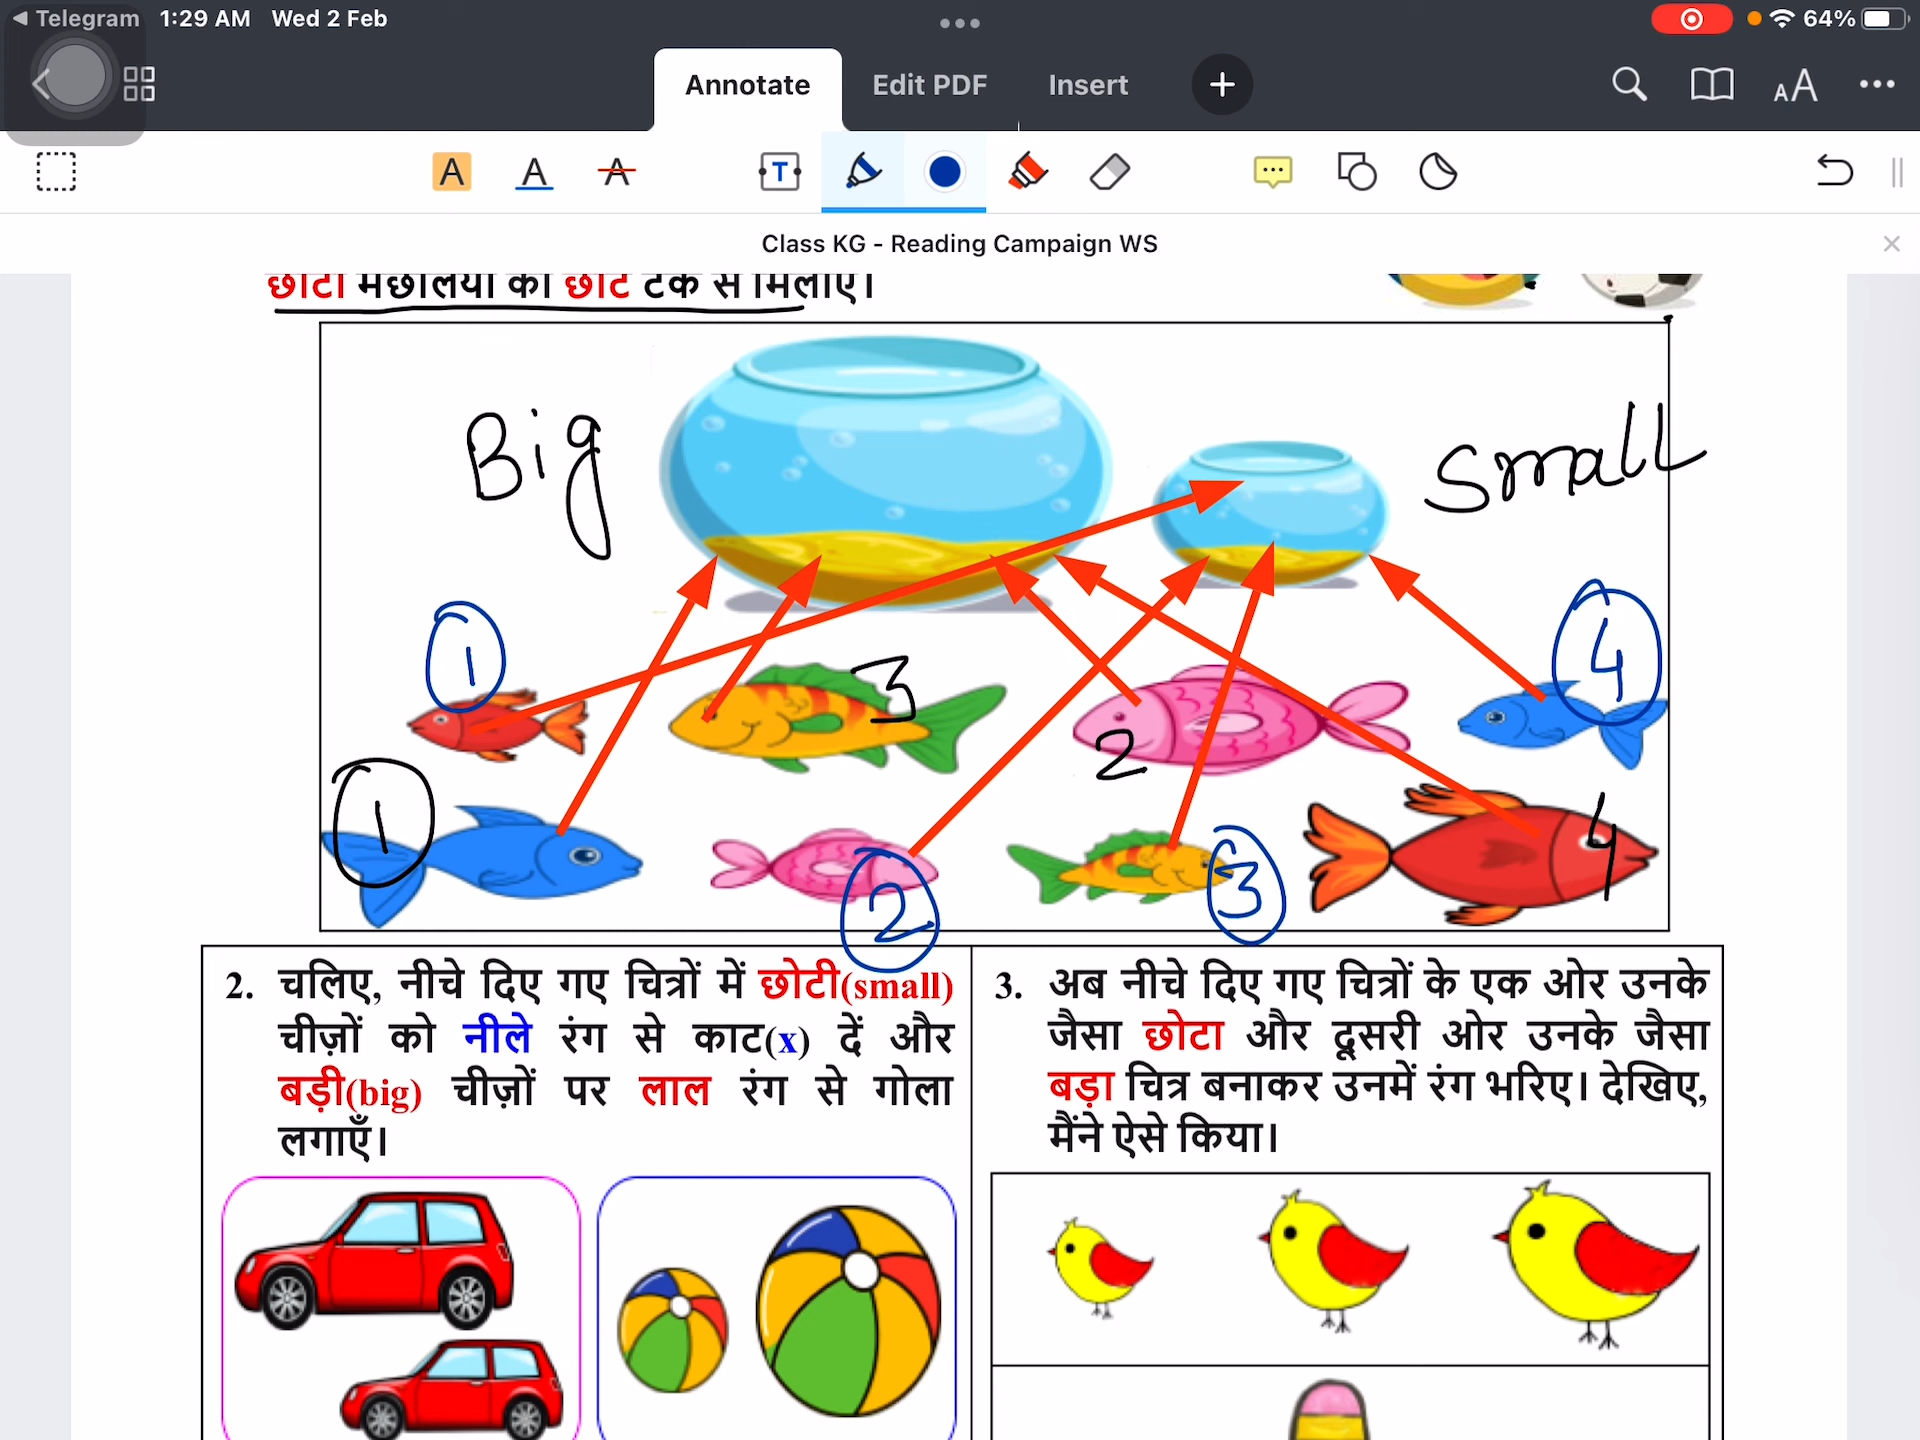 Telegram 1:29 AM Wed 2 Feb 64%
Annotate Edit PDF Insert
A A A T
AA
Class KG - Reading Campaign WS
छोटी मछलियों को छोटे टैंक से मिलाएँ।
Big
Small
1 3 2 4
1 2 3 4
2. चलिए, नीचे दिए गए चित्रों में छोटी(small)
चीज़ों को नीले रंग से काट(x) दें और
बड़ी(big) चीज़ों पर लाल रंग से गोला
लगाएँ।
3. अब नीचे दिए गए चित्रों के एक ओर उनके
जैसा छोटा और दूसरी ओर उनके जैसा
बड़ा चित्र बनाकर उनमें रंग भरिए। देखिए,
मैंने ऐसे किया।